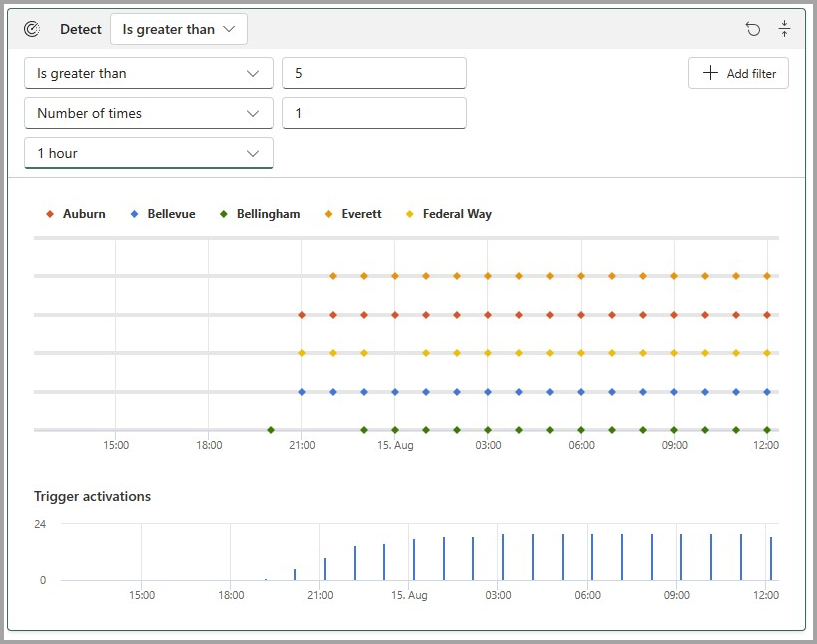 Detect Is greater than
Is greater than 5 Add filter
Number of times 1
1 hour
Auburn Bellevue Bellingham Everett Federal Way
15:00 18:00 21:00 15. Aug 03:00 06:00 09:00 12:00
Trigger activations
24
0
15:00 18:00 21:00 15. Aug 03:00 06:00 09:00 12:00